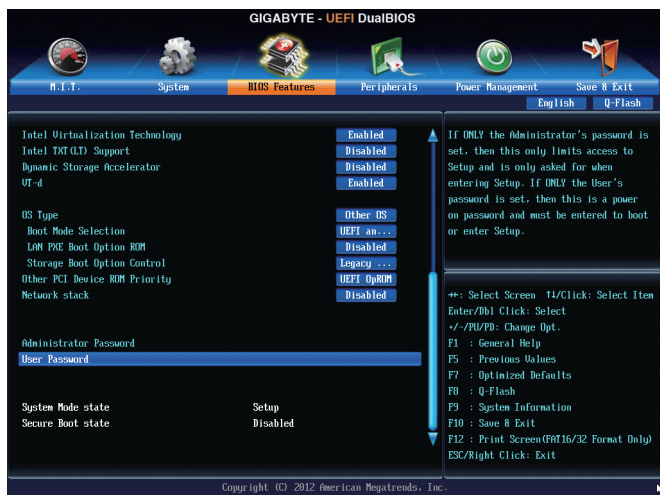 GIGABYTE - UEFI DualBIOS
M.I.T. System BIOS Features Peripherals Power Management Save & Exit
English Q-Flash
Intel Virtualization Technology Enabled
Intel TXT(LT) Support Disabled
Dynamic Storage Accelerator Disabled
VT-d Enabled
OS Type Other OS
Boot Mode Selection UEFI an...
LAN PXE Boot Option ROM Disabled
Storage Boot Option Control Legacy ...
Other PCI Device ROM Priority UEFI OpROM
Network stack Disabled
Administrator Password
User Password
System Mode state Setup
Secure Boot state Disabled
If ONLY the Administrator's password is
set, then this only limits access to
Setup and is only asked for when
entering Setup. If ONLY the User's
password is set, then this is a power
on password and must be entered to boot
or enter Setup.
→←: Select Screen ↑↓/Click: Select Item
Enter/Dbl Click: Select
+/-/PU/PD: Change Opt.
F1 : General Help
F5 : Previous Values
F7 : Optimized Defaults
F8 : Q-Flash
F9 : System Information
F10 : Save & Exit
F12 : Print Screen(FAT16/32 Format Only)
ESC/Right Click: Exit
Copyright (C) 2012 American Megatrends, Inc.